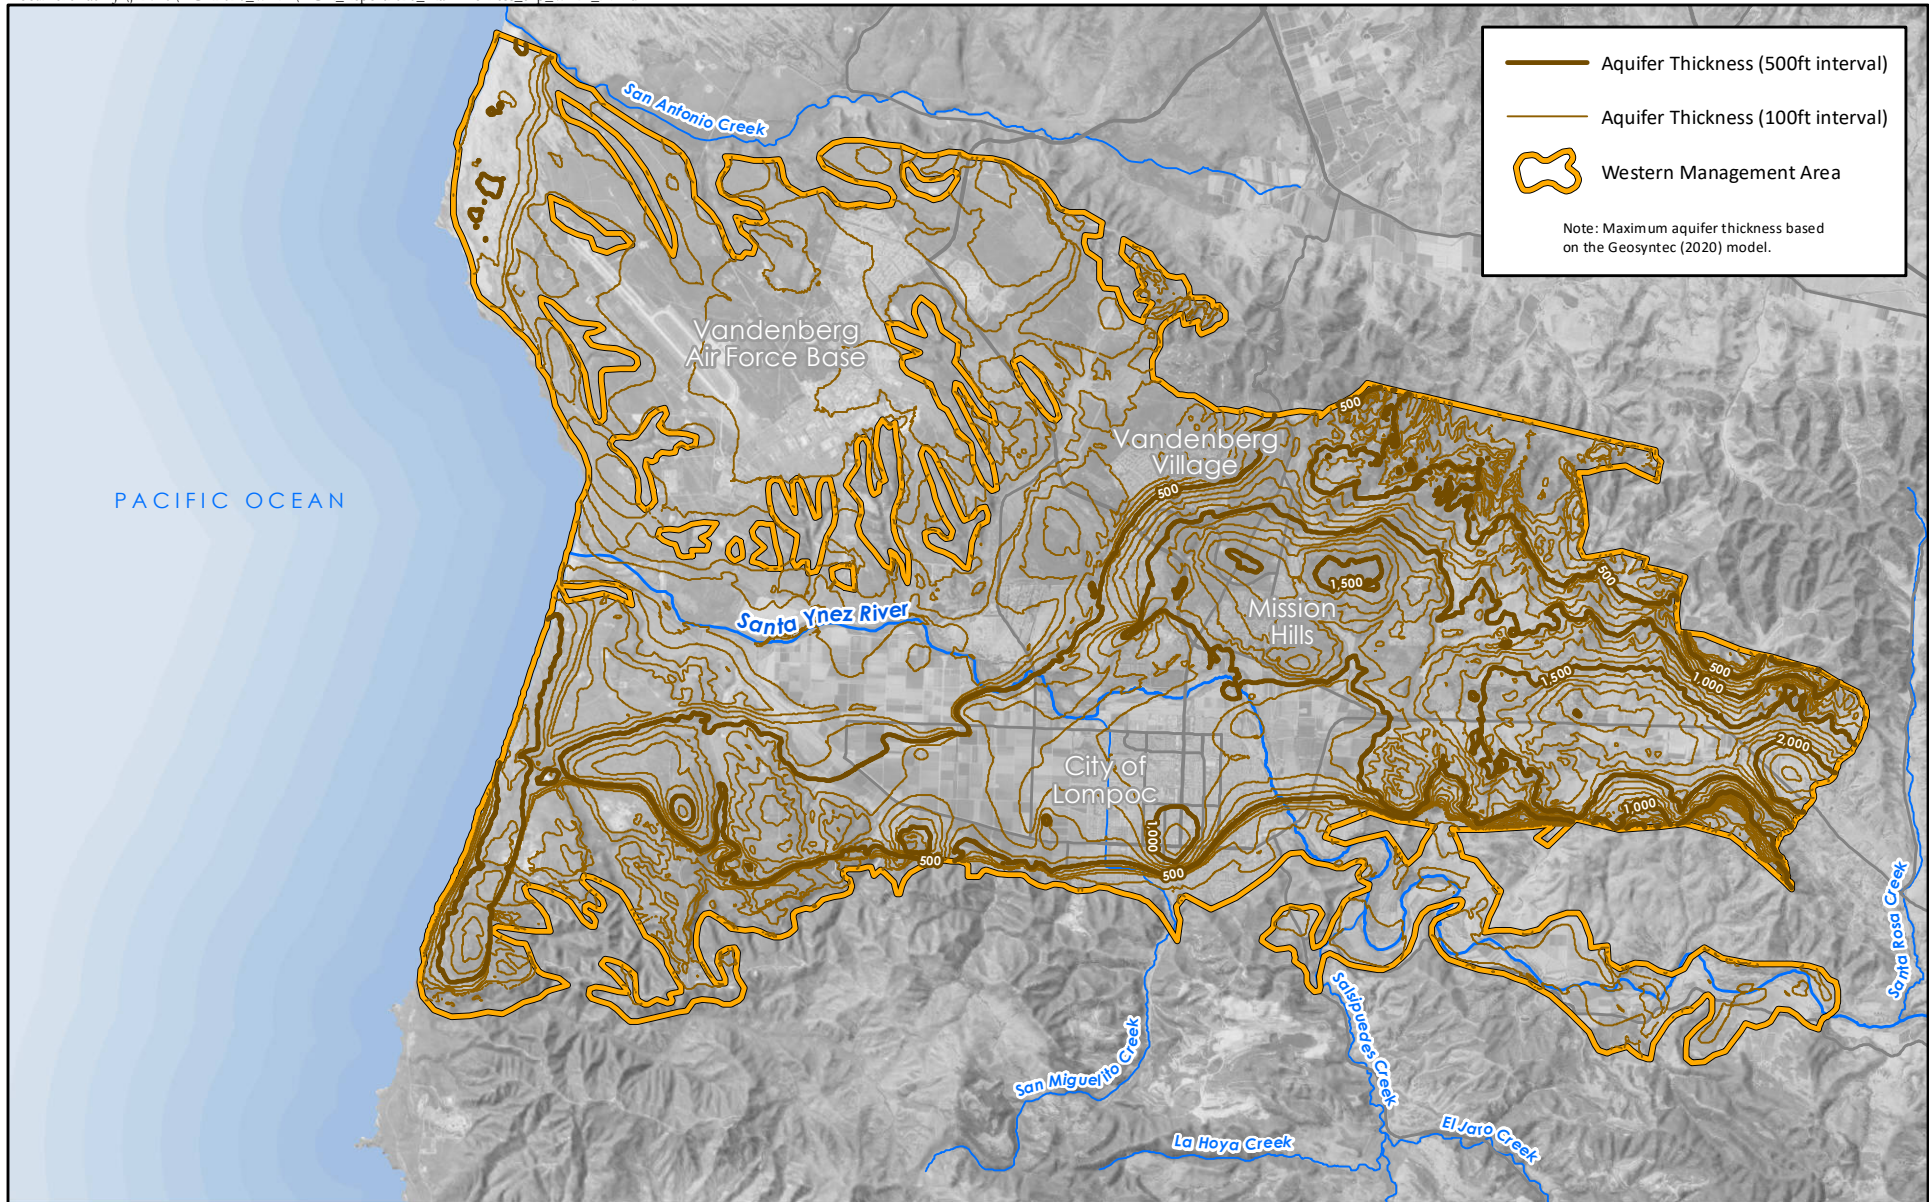 Aquifer Thickness (500ft interval)
Aquifer Thickness (100ft interval)
Western Management Area
Note: Maximum aquifer thickness based
on the Geosyntec (2020) model.
San Antonio Creek
Vandenberg
Air Force Base
500
Vandenberg
Village
500
PACIFIC OCEAN
1,500
500
Mission
Hills
Santa Ynez River
500
1,500
1,000
2,000
City of
Lompoc
1,000
1,000
500
500
Santa Rosa Creek
Salsipuedes Creek
San Miguelito Creek
La Hoya Creek
El Jaro Creek